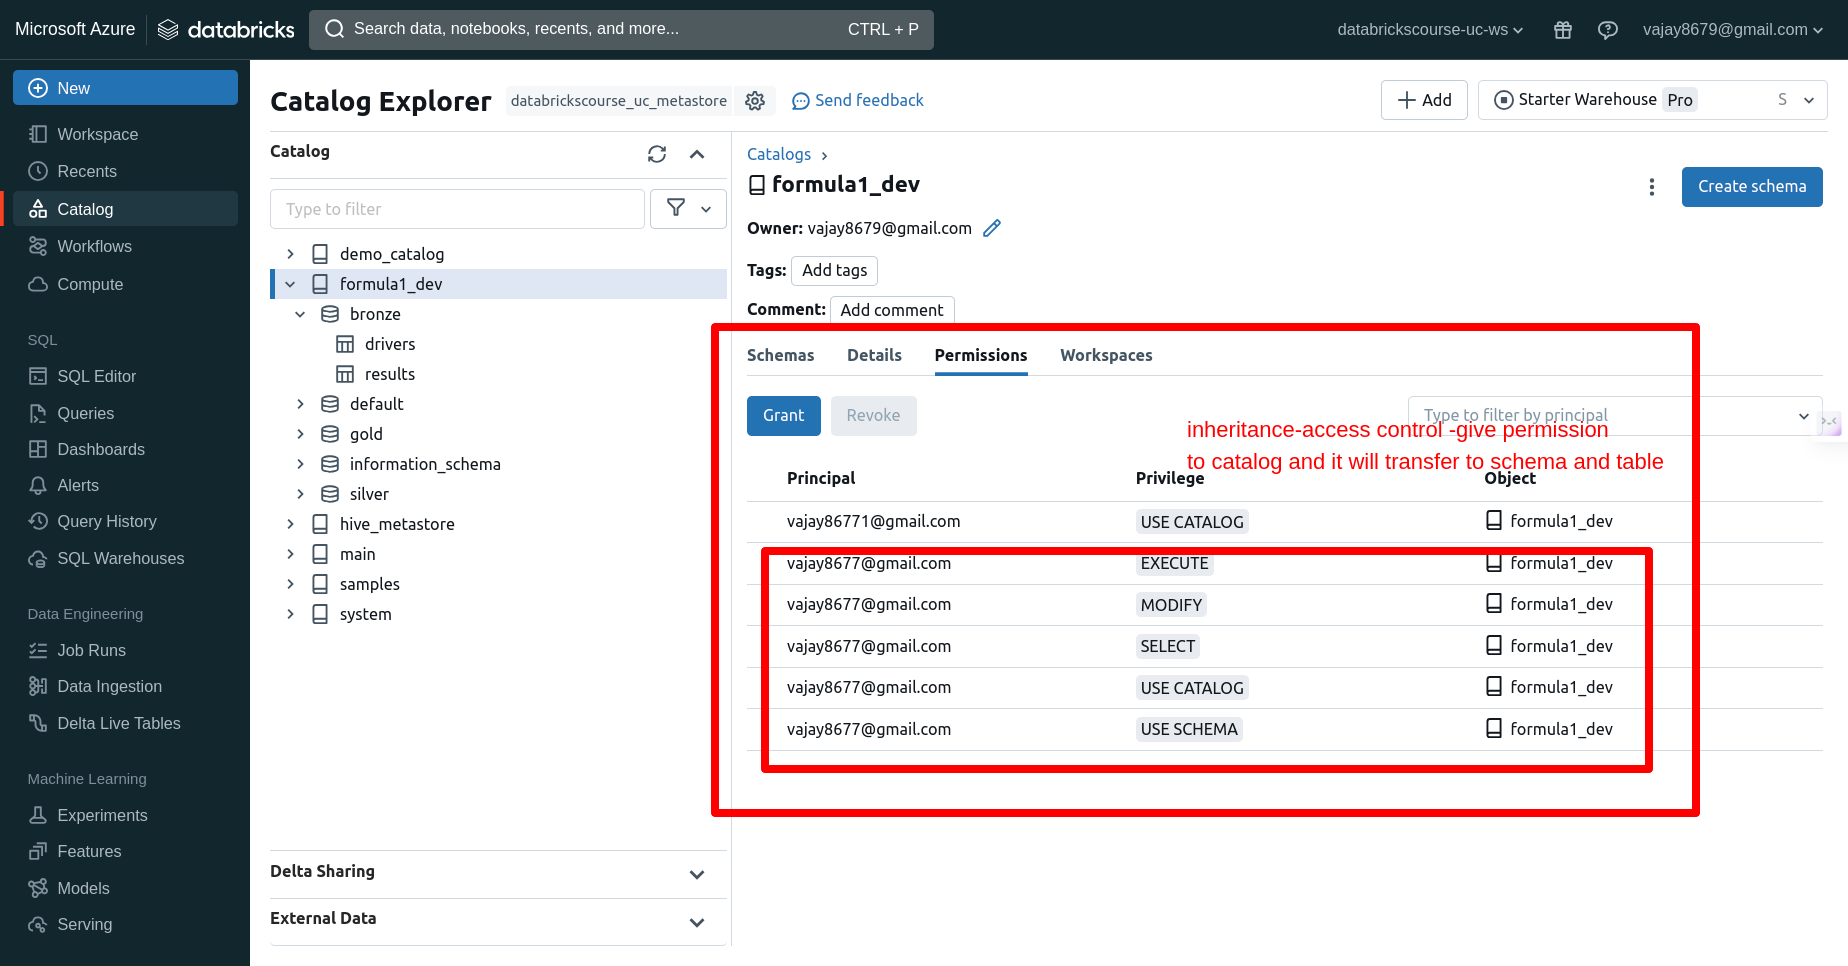 Microsoft Azure
databricks
Search data, notebooks, recents, and more...
CTRL + P
databrickscourse-uc-ws
vajay8679@gmail.com
New
Workspace
Recents
Catalog
Workflows
Compute
SQL
SQL Editor
Queries
Dashboards
Alerts
Query History
SQL Warehouses
Data Engineering
Job Runs
Data Ingestion
Delta Live Tables
Machine Learning
Experiments
Features
Models
Serving
Catalog Explorer
databrickscourse_uc_metastore
Send feedback
Add
Starter Warehouse
Pro
S
Catalog
Type to filter
demo_catalog
formula1_dev
bronze
drivers
results
default
gold
information_schema
silver
hive_metastore
main
samples
system
Delta Sharing
External Data
Catalogs
formula1_dev
Create schema
Owner: vajay8679@gmail.com
Tags: Add tags
Comment: Add comment
Schemas
Details
Permissions
Workspaces
Grant
Revoke
Type to filter by principal
inheritance-access control -give permission
to catalog and it will transfer to schema and table
Principal
Privilege
Object
vajay86771@gmail.com
USE CATALOG
formula1_dev
vajay8677@gmail.com
EXECUTE
formula1_dev
vajay8677@gmail.com
MODIFY
formula1_dev
vajay8677@gmail.com
SELECT
formula1_dev
vajay8677@gmail.com
USE CATALOG
formula1_dev
vajay8677@gmail.com
USE SCHEMA
formula1_dev